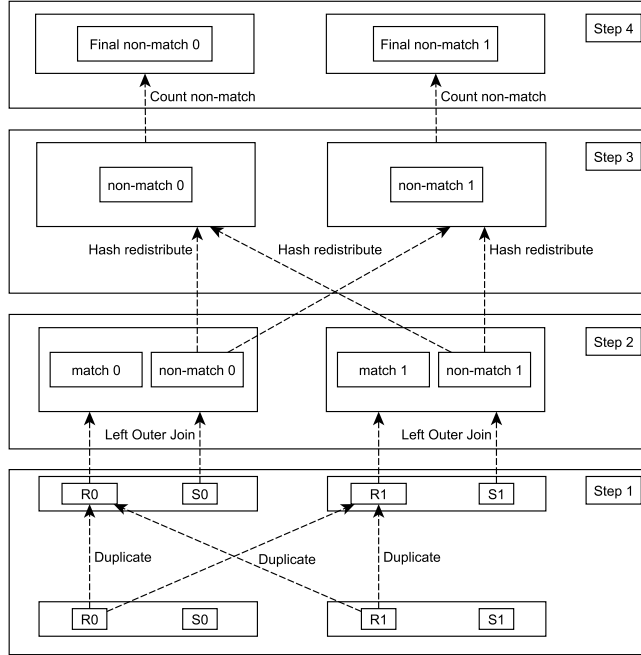 Final non-match 0
Final non-match 1
Step 4
Count non-match
Count non-match
Step 3
non-match 0
non-match 1
Hash redistribute
Hash redistribute
Hash redistribute
Step 2
match 0
non-match 0
match 1
non-match 1
Left Outer Join
Left Outer Join
Step 1
R0
S0
R1
S1
Duplicate
Duplicate
Duplicate
R0
S0
R1
S1